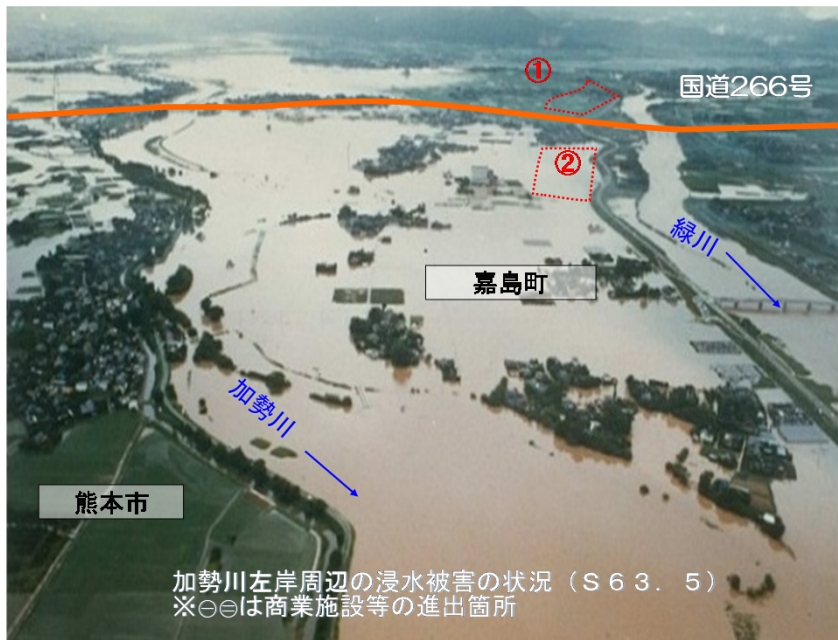 ①
国道266号
②
緑川
嘉島町
加勢川
熊本市
加勢川左岸周辺の浸水被害の状況（S63．5）
※㊀㊁は商業施設等の進出箇所